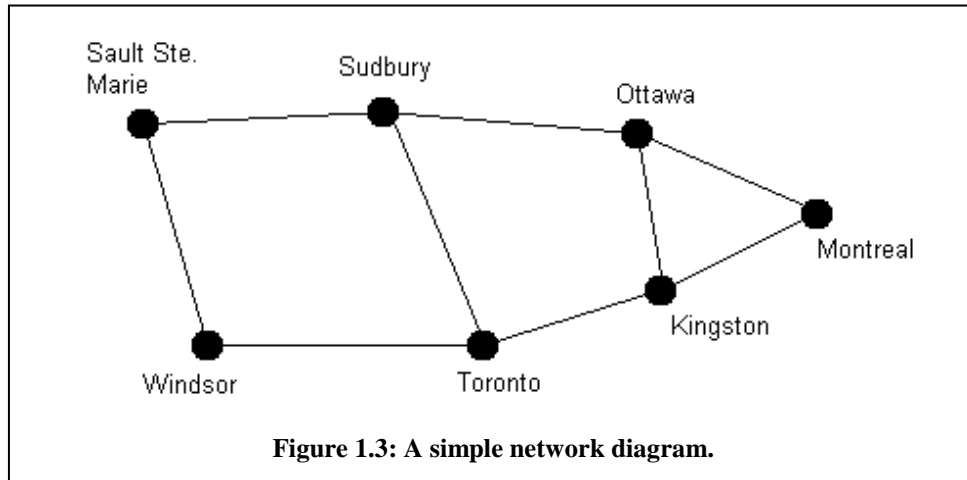 Sault Ste.
Marie
Sudbury
Ottawa
Montreal
Kingston
Windsor
Toronto
Figure 1.3: A simple network diagram.